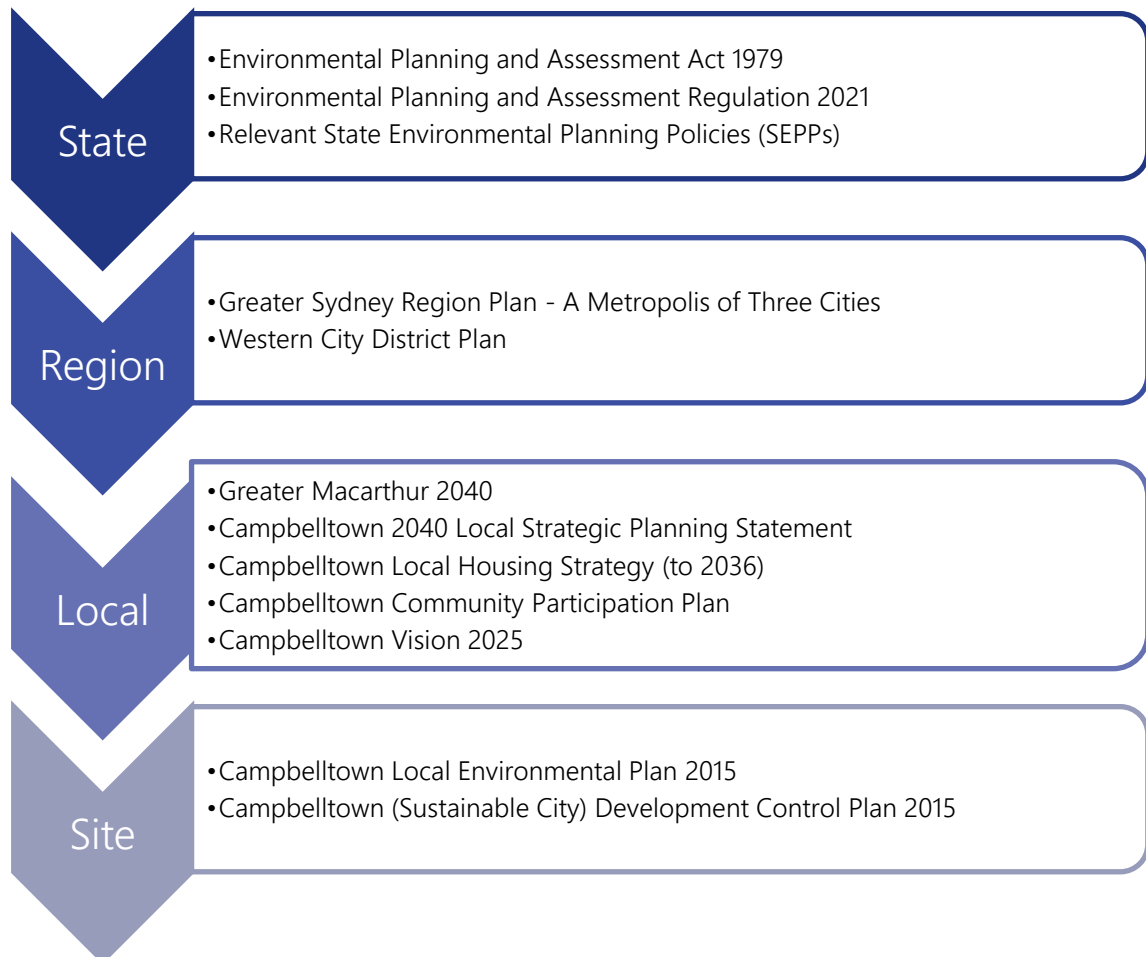 State
•Environmental Planning and Assessment Act 1979
•Environmental Planning and Assessment Regulation 2021
•Relevant State Environmental Planning Policies (SEPPs)
Region
•Greater Sydney Region Plan - A Metropolis of Three Cities
•Western City District Plan
Local
•Greater Macarthur 2040
•Campbelltown 2040 Local Strategic Planning Statement
•Campbelltown Local Housing Strategy (to 2036)
•Campbelltown Community Participation Plan
•Campbelltown Vision 2025
Site
•Campbelltown Local Environmental Plan 2015
•Campbelltown (Sustainable City) Development Control Plan 2015